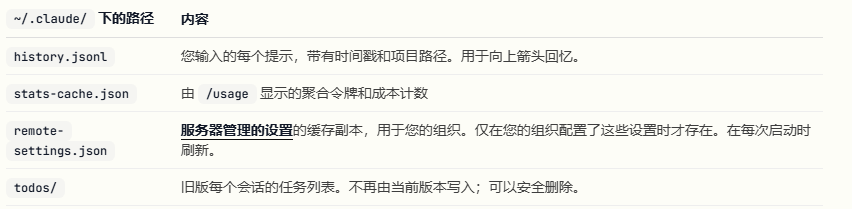 ~/.claude/ 下的路径 内容
history.jsonl 您输入的每个提示，带有时间戳和项目路径。用于向上箭头回忆。
stats-cache.json 由 /usage 显示的聚合令牌和成本计数
remote-settings.json 服务器管理的设置的缓存副本，用于您的组织。仅在您的组织配置了这些设置时才存在。在每次启动时
刷新。
todos/ 旧版每个会话的任务列表。不再由当前版本写入；可以安全删除。